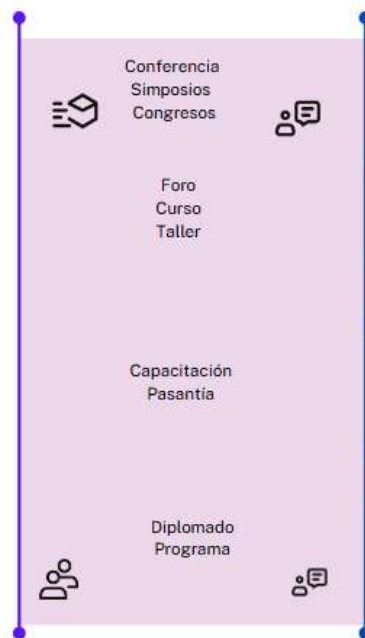 Conferencia
Simposios
Congresos
Foro
Curso
Taller
Capacitación
Pasantía
Diplomado
Programa